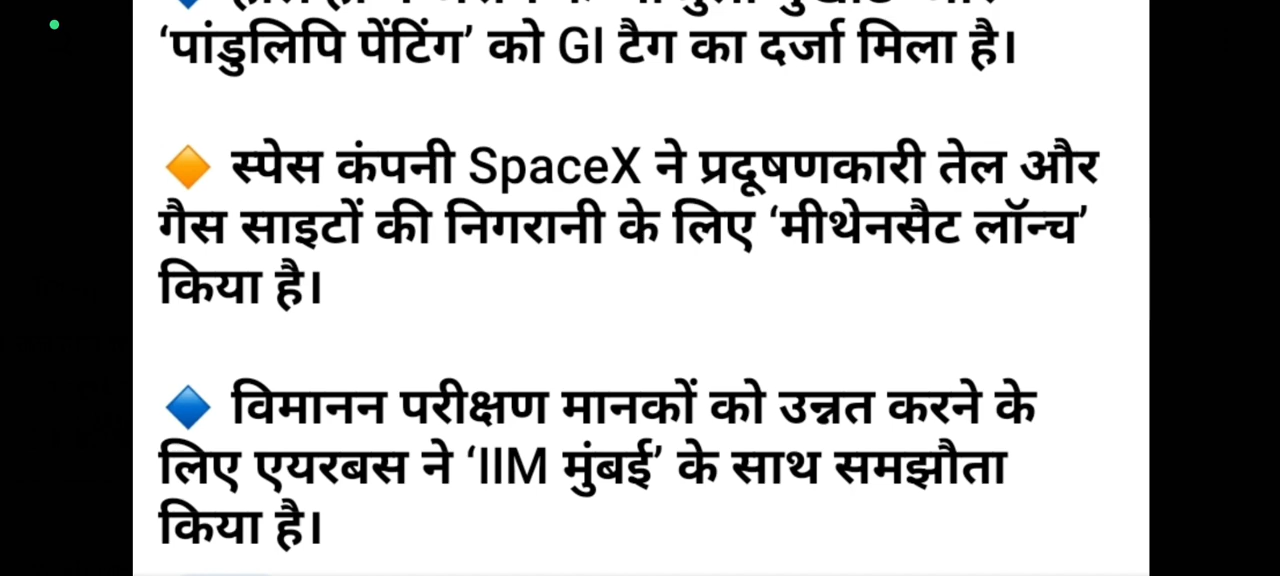 ‘पांडुलिपि पेंटिंग’ को GI टैग का दर्जा मिला है।
स्पेस कंपनी SpaceX ने प्रदूषणकारी तेल और
गैस साइटों की निगरानी के लिए ‘मीथेनसैट लॉन्च’
किया है।
विमानन परीक्षण मानकों को उन्नत करने के
लिए एयरबस ने ‘IIM मुंबई’ के साथ समझौता
किया है।